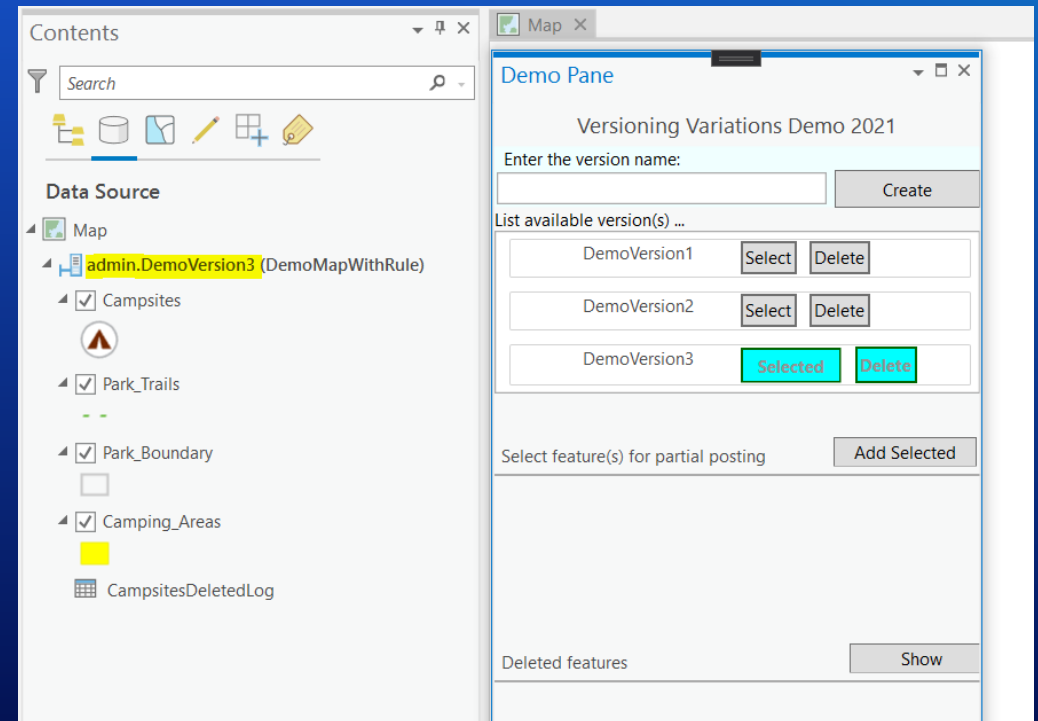 Contents
Search
Data Source
Map
admin.DemoVersion3 (DemoMapWithRule)
Campsites
Park_Trails
Park_Boundary
Camping_Areas
CampsitesDeletedLog
Map
Demo Pane
Versioning Variations Demo 2021
Enter the version name:
Create
List available version(s) ...
DemoVersion1 Select Delete
DemoVersion2 Select Delete
DemoVersion3 Selected Delete
Select feature(s) for partial posting Add Selected
Deleted features Show